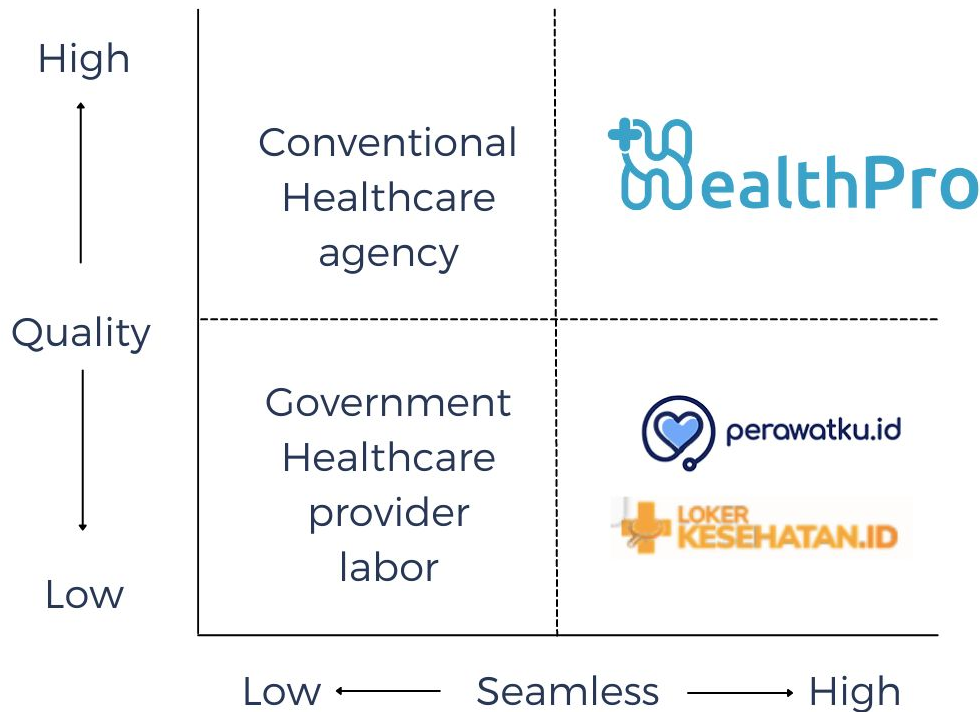 High
Conventional
Healthcare
agency
HealthPro
Quality
Government
Healthcare
provider
labor
perawatku.id
LOKER
KESEHATAN.ID
Low
Low
Seamless
High